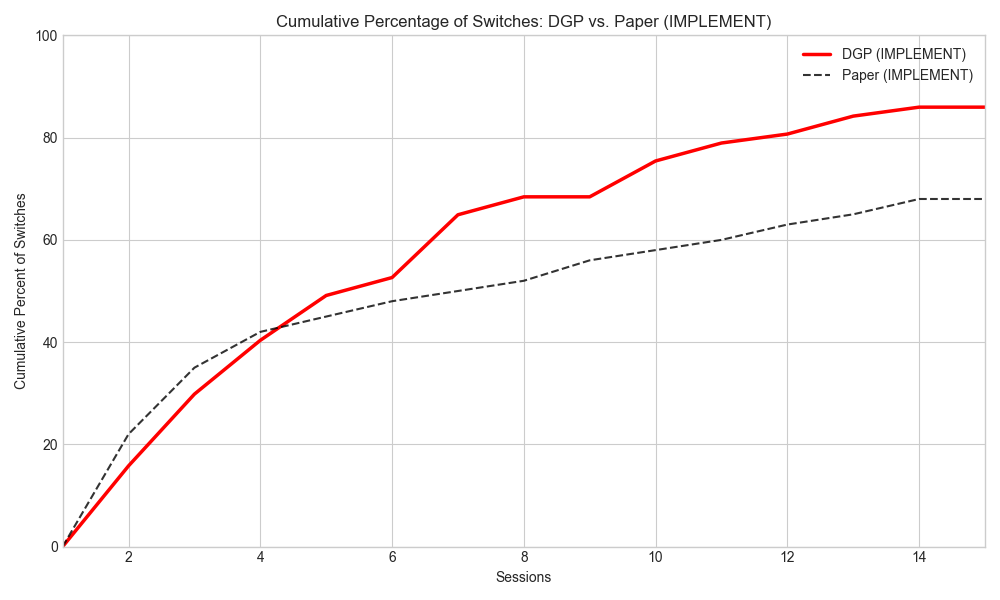 Cumulative Percentage of Switches: DGP vs. Paper (IMPLEMENT)
DGP (IMPLEMENT)
Paper (IMPLEMENT)
Cumulative Percent of Switches
100
80
60
40
20
0
2 4 6 8 10 12 14
Sessions